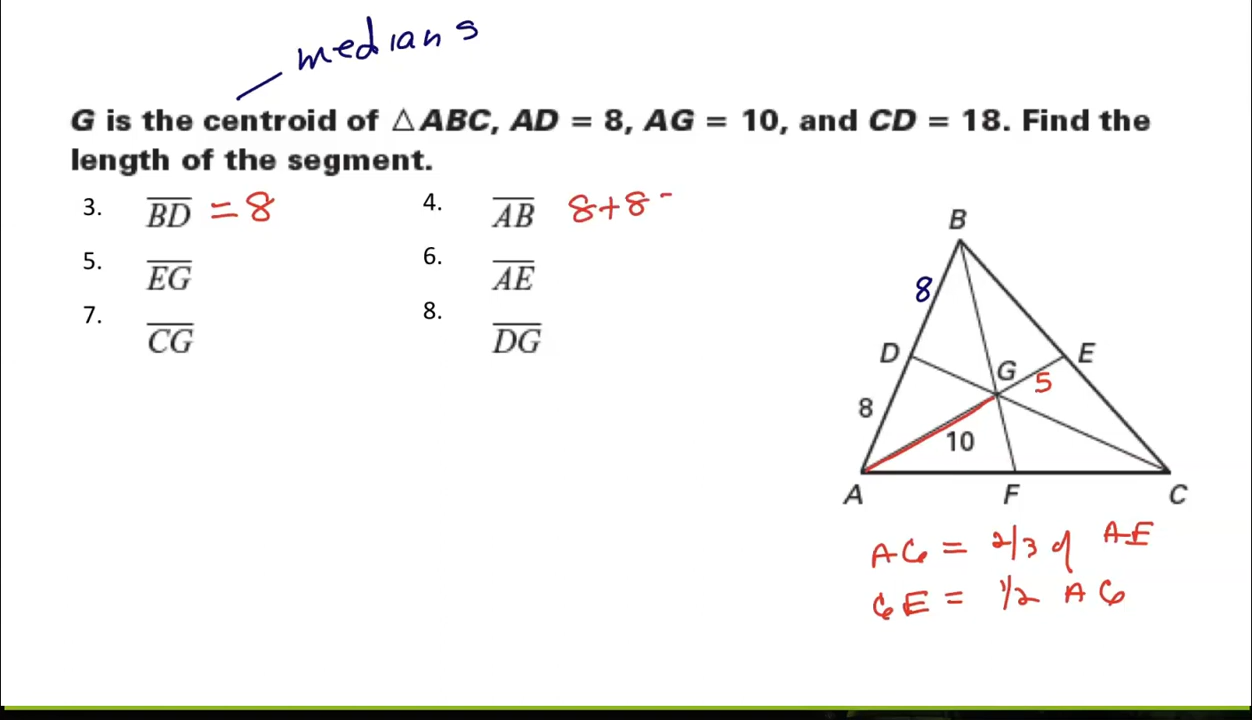 medians
G is the centroid of △ABC, AD = 8, AG = 10, and CD = 18. Find the
length of the segment.
3. BD = 8
4. AB 8+8 -
5. EG
6. AE
7. CG
8. DG
B
8
D
E
G
5
8
10
A
F
C
AG = 2/3 of AE
GE = 1/2 AG